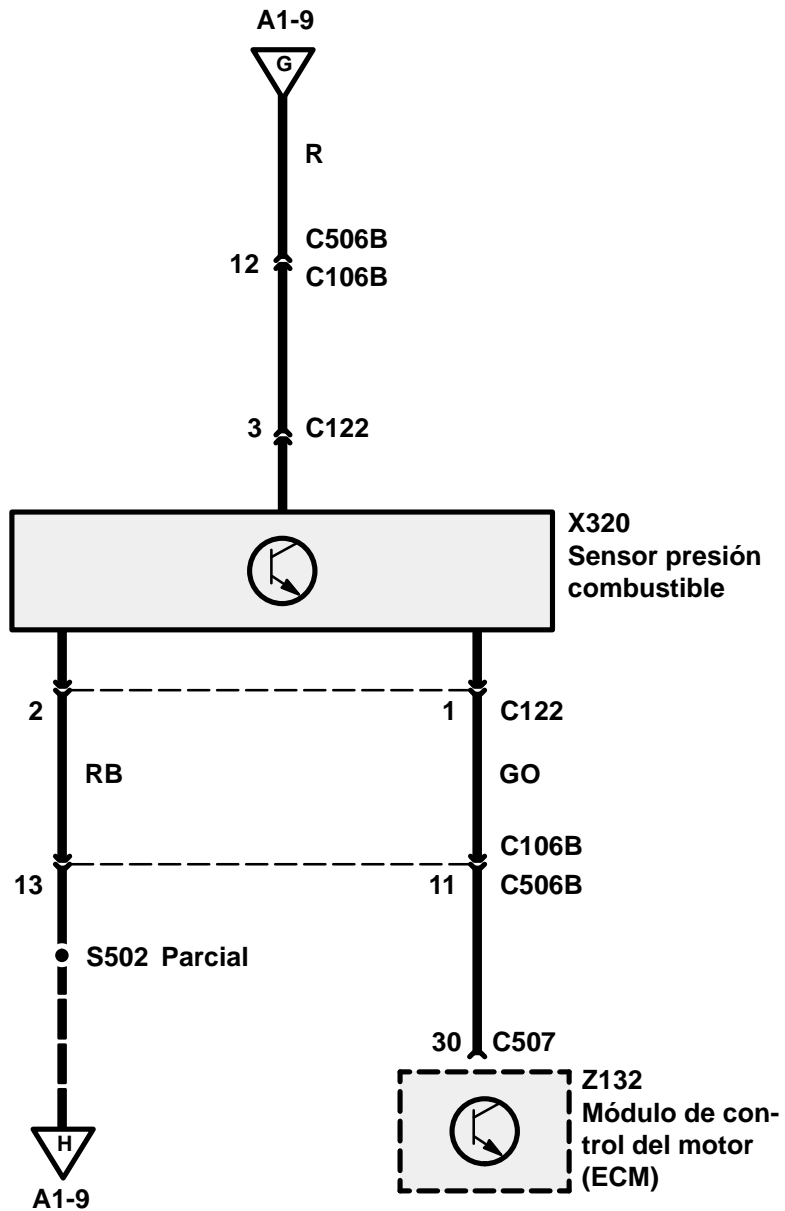 A1-9
G
R
C506B
12
C106B
3 C122
X320
Sensor presión
combustible
2
1 C122
RB
GO
C106B
13
11 C506B
S502 Parcial
30 C507
Z132
Módulo de con-
trol del motor
(ECM)
H
A1-9